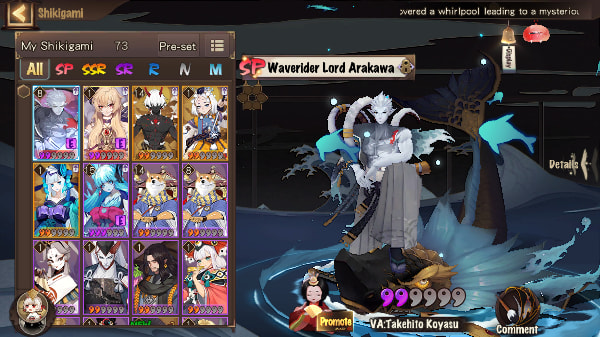 Shikigami
overed a whirlpool leading to a mysteriou
My Shikigami 73 Pre-set
All SP SSR SR R N M
SP Waverider Lord Arakawa
Display
Details
Promote
VA:Takehito Koyasu
Comment